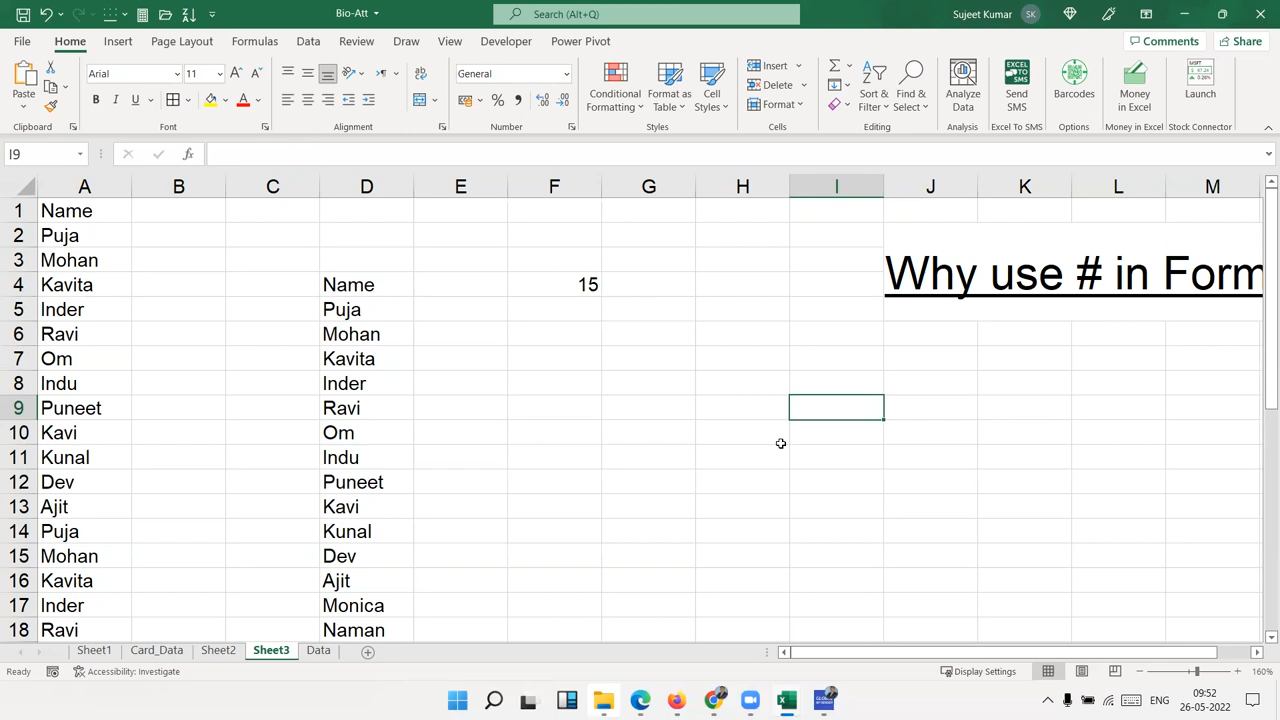 Bio-Att
Search (Alt+Q)
Sujeet Kumar
SK
File Home Insert Page Layout Formulas Data Review View Draw Developer Power Pivot
Comments
Share
Paste
Arial
11
General
Conditional Formatting
Format as Table
Cell Styles
Insert
Delete
Format
Sort & Filter
Find & Select
Analyze Data
Excel To SMS
Send SMS
Barcodes
Money in Excel
Launch
Clipboard Font Alignment Number Styles Cells Editing Analysis Excel To SMS Options Money in Excel Stock Connector
I9
fx
A B C D E F G H I J K L M
1 Name
2 Puja
3 Mohan
Why use # in Form
4 Kavita Name 15
5 Inder Puja
6 Ravi Mohan
7 Om Kavita
8 Indu Inder
9 Puneet Ravi
10 Kavi Om
11 Kunal Indu
12 Dev Puneet
13 Ajit Kavi
14 Puja Kunal
15 Mohan Dev
16 Kavita Ajit
17 Inder Monica
18 Ravi Naman
Sheet1 Card_Data Sheet2 Sheet3 Data
Ready
Accessibility: Investigate
Display Settings
160%
ENG
09:52
26-05-2022